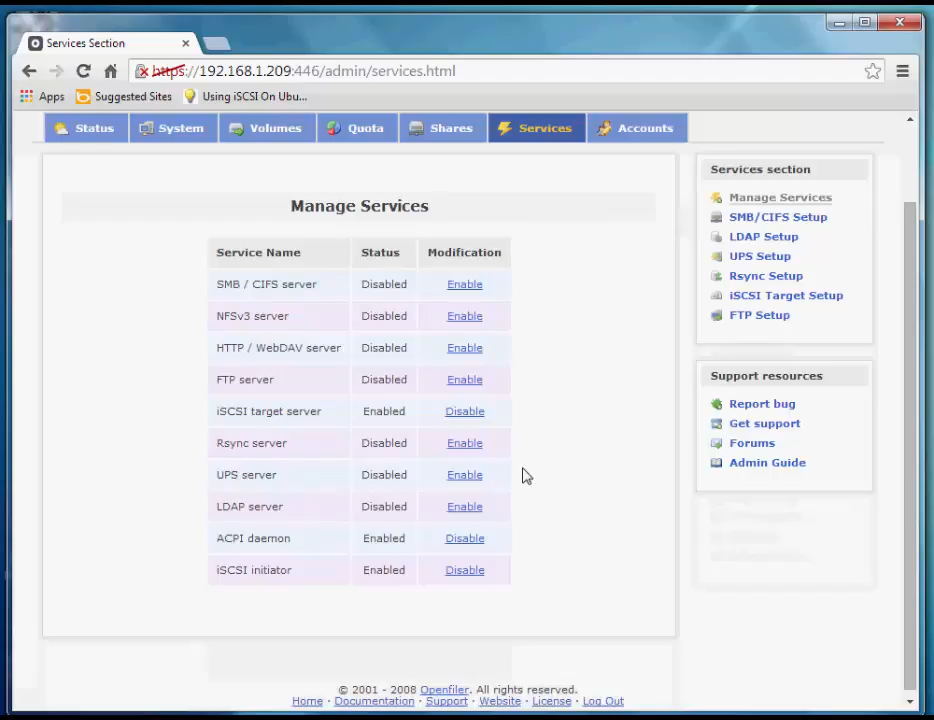 Services Section
https://192.168.1.209:446/admin/services.html
Apps Suggested Sites Using iSCSI On Ubu...
Status System Volumes Quota Shares Services Accounts
Manage Services
Service Name Status Modification
SMB / CIFS server Disabled Enable
NFSv3 server Disabled Enable
HTTP / WebDAV server Disabled Enable
FTP server Disabled Enable
iSCSI target server Enabled Disable
Rsync server Disabled Enable
UPS server Disabled Enable
LDAP server Disabled Enable
ACPI daemon Enabled Disable
iSCSI initiator Enabled Disable
Services section
Manage Services
SMB/CIFS Setup
LDAP Setup
UPS Setup
Rsync Setup
iSCSI Target Setup
FTP Setup
Support resources
Report bug
Get support
Forums
Admin Guide
© 2001 - 2008 Openfiler. All rights reserved.
Home · Documentation · Support · Website · License · Log Out